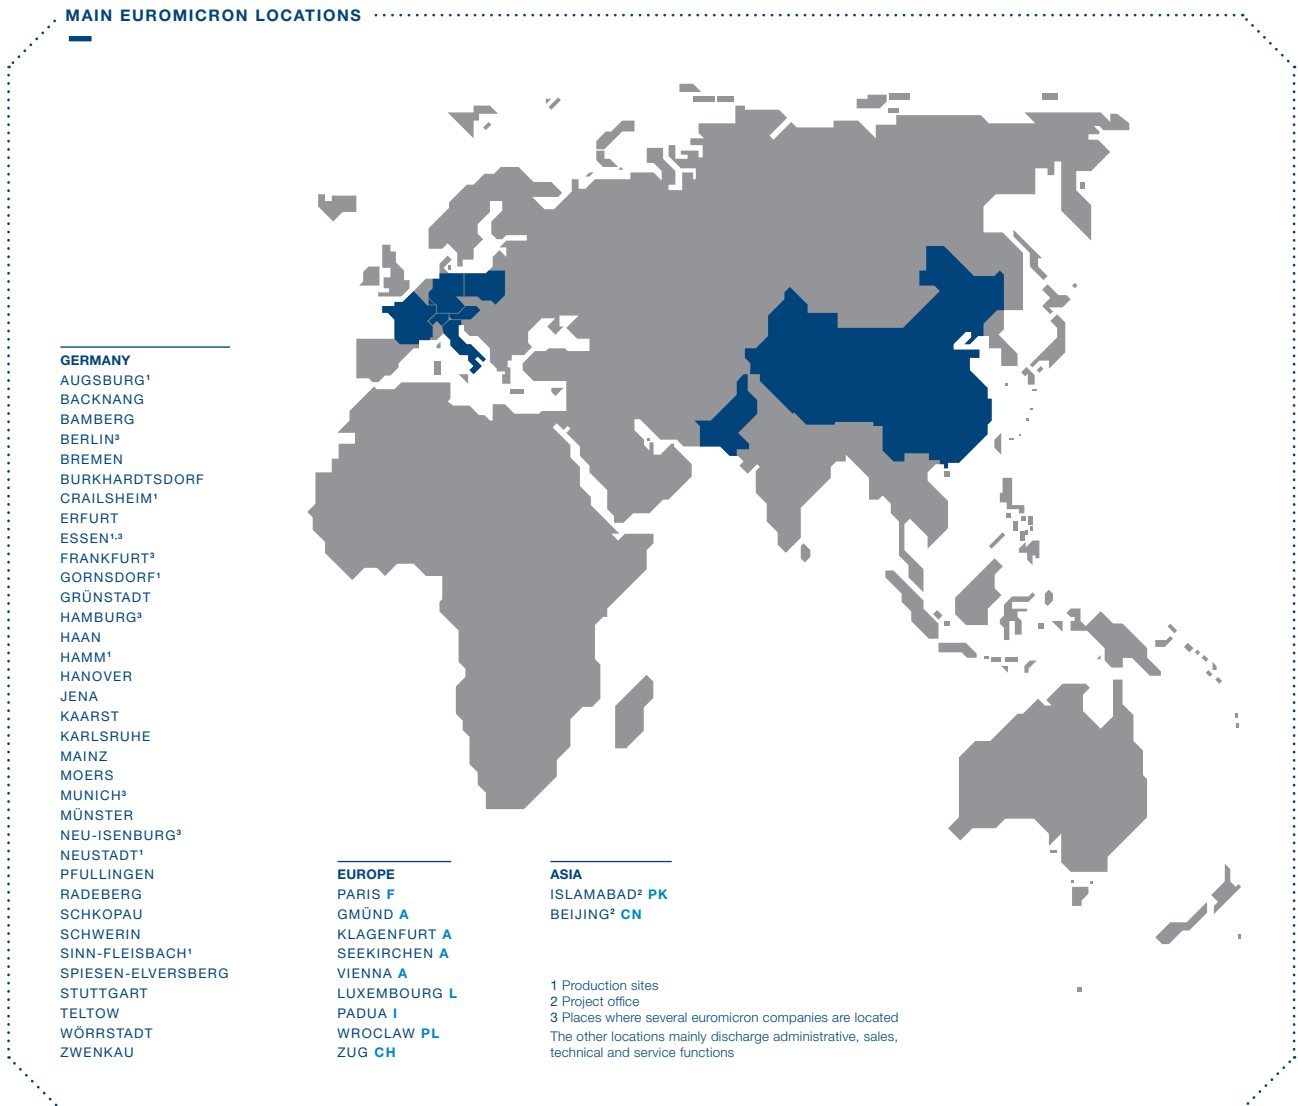 MAIN EUROMICRON LOCATIONS
GERMANY
AUGSBURG¹
BACKNANG
BAMBERG
BERLIN³
BREMEN
BURKHARDTSDORF
CRAILSHEIM¹
ERFURT
ESSEN¹·³
FRANKFURT³
GORNSDORF¹
GRÜNSTADT
HAMBURG³
HAAN
HAMM¹
HANOVER
JENA
KAARST
KARLSRUHE
MAINZ
MOERS
MUNICH³
MÜNSTER
NEU-ISENBURG³
NEUSTADT¹
PFULLINGEN
RADEBERG
SCHKOPAU
SCHWERIN
SINN-FLEISBACH¹
SPIESEN-ELVERSBERG
STUTTGART
TELTOW
WÖRRSTADT
ZWENKAU
EUROPE
PARIS F
GMÜND A
KLAGENFURT A
SEEKIRCHEN A
VIENNA A
LUXEMBOURG L
PADUA I
WROCLAW PL
ZUG CH
ASIA
ISLAMABAD² PK
BEIJING² CN
1 Production sites
2 Project office
3 Places where several euromicron companies are located
The other locations mainly discharge administrative, sales,
technical and service functions